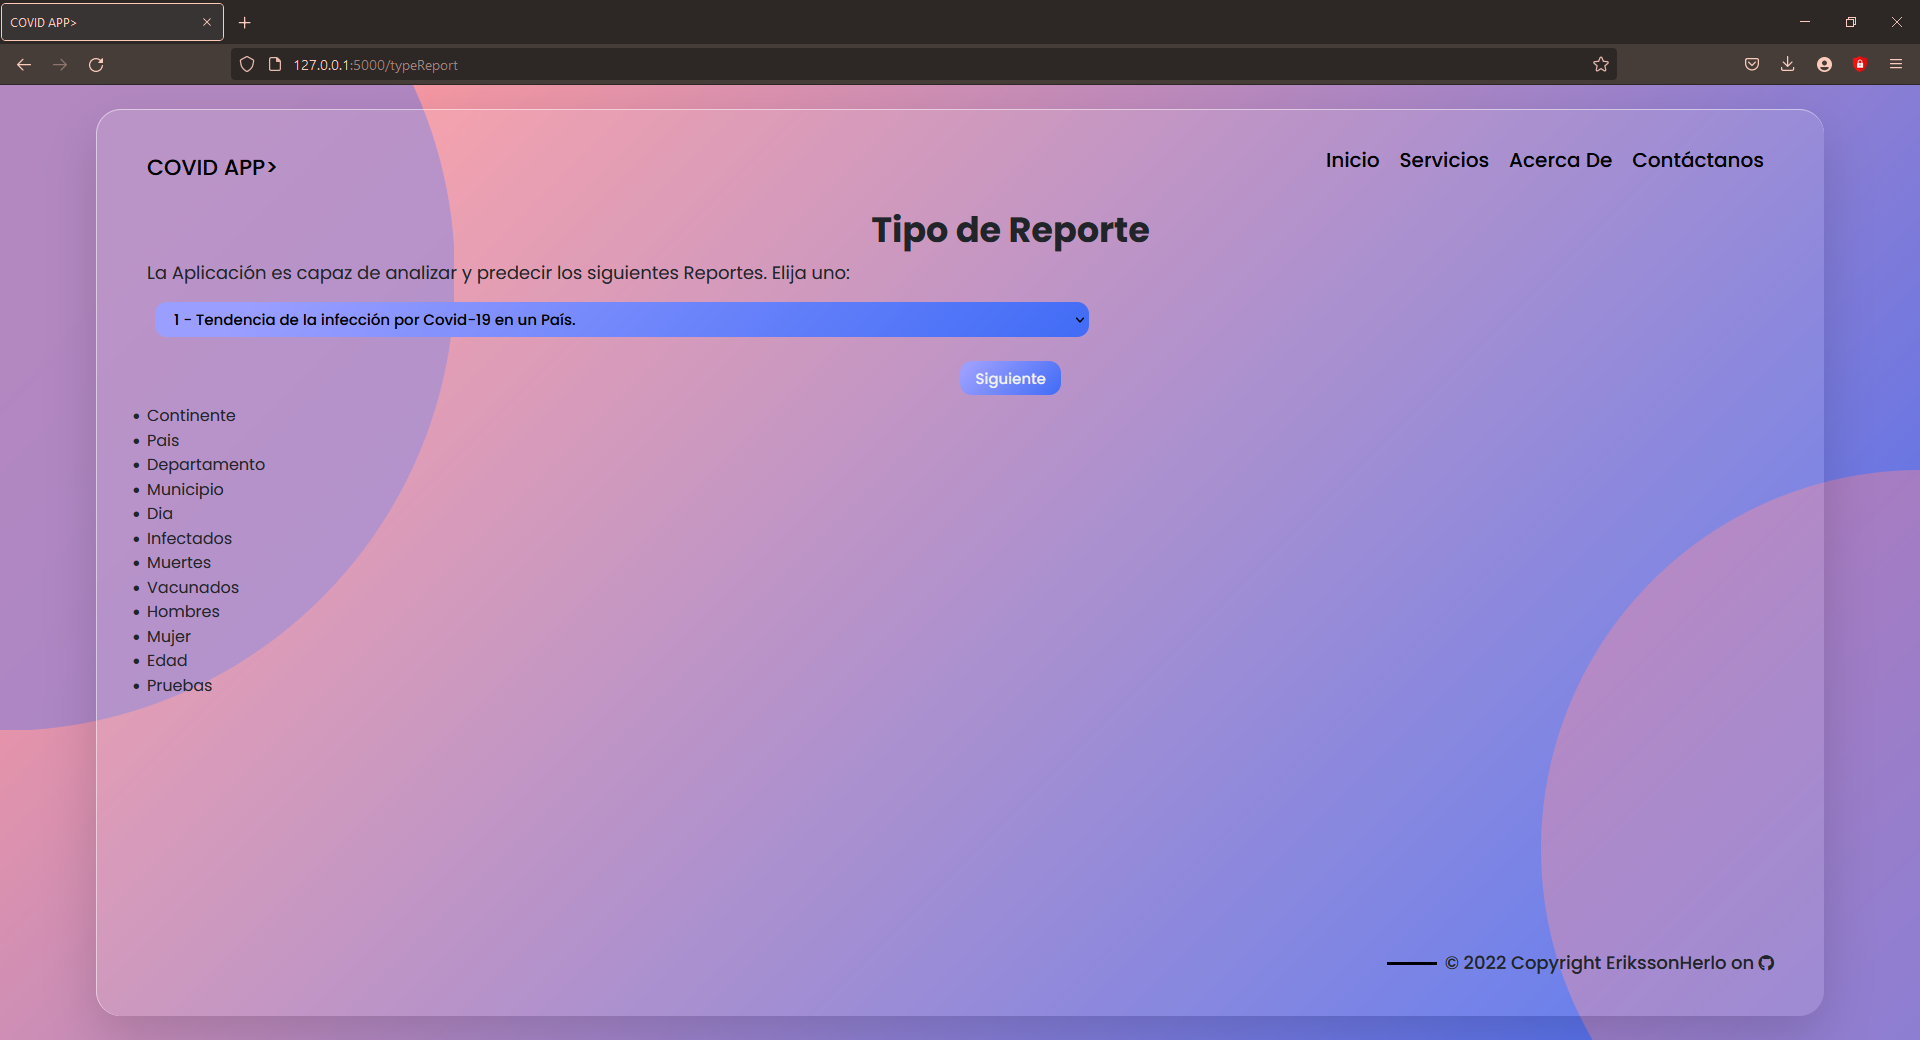 COVID APP>
127.0.0.1:5000/typeReport
COVID APP>
Inicio Servicios Acerca De Contáctanos
Tipo de Reporte
La Aplicación es capaz de analizar y predecir los siguientes Reportes. Elija uno:
1 - Tendencia de la infección por Covid-19 en un País.
Siguiente
• Continente
• Pais
• Departamento
• Municipio
• Dia
• Infectados
• Muertes
• Vacunados
• Hombres
• Mujer
• Edad
• Pruebas
© 2022 Copyright ErikssonHerlo on